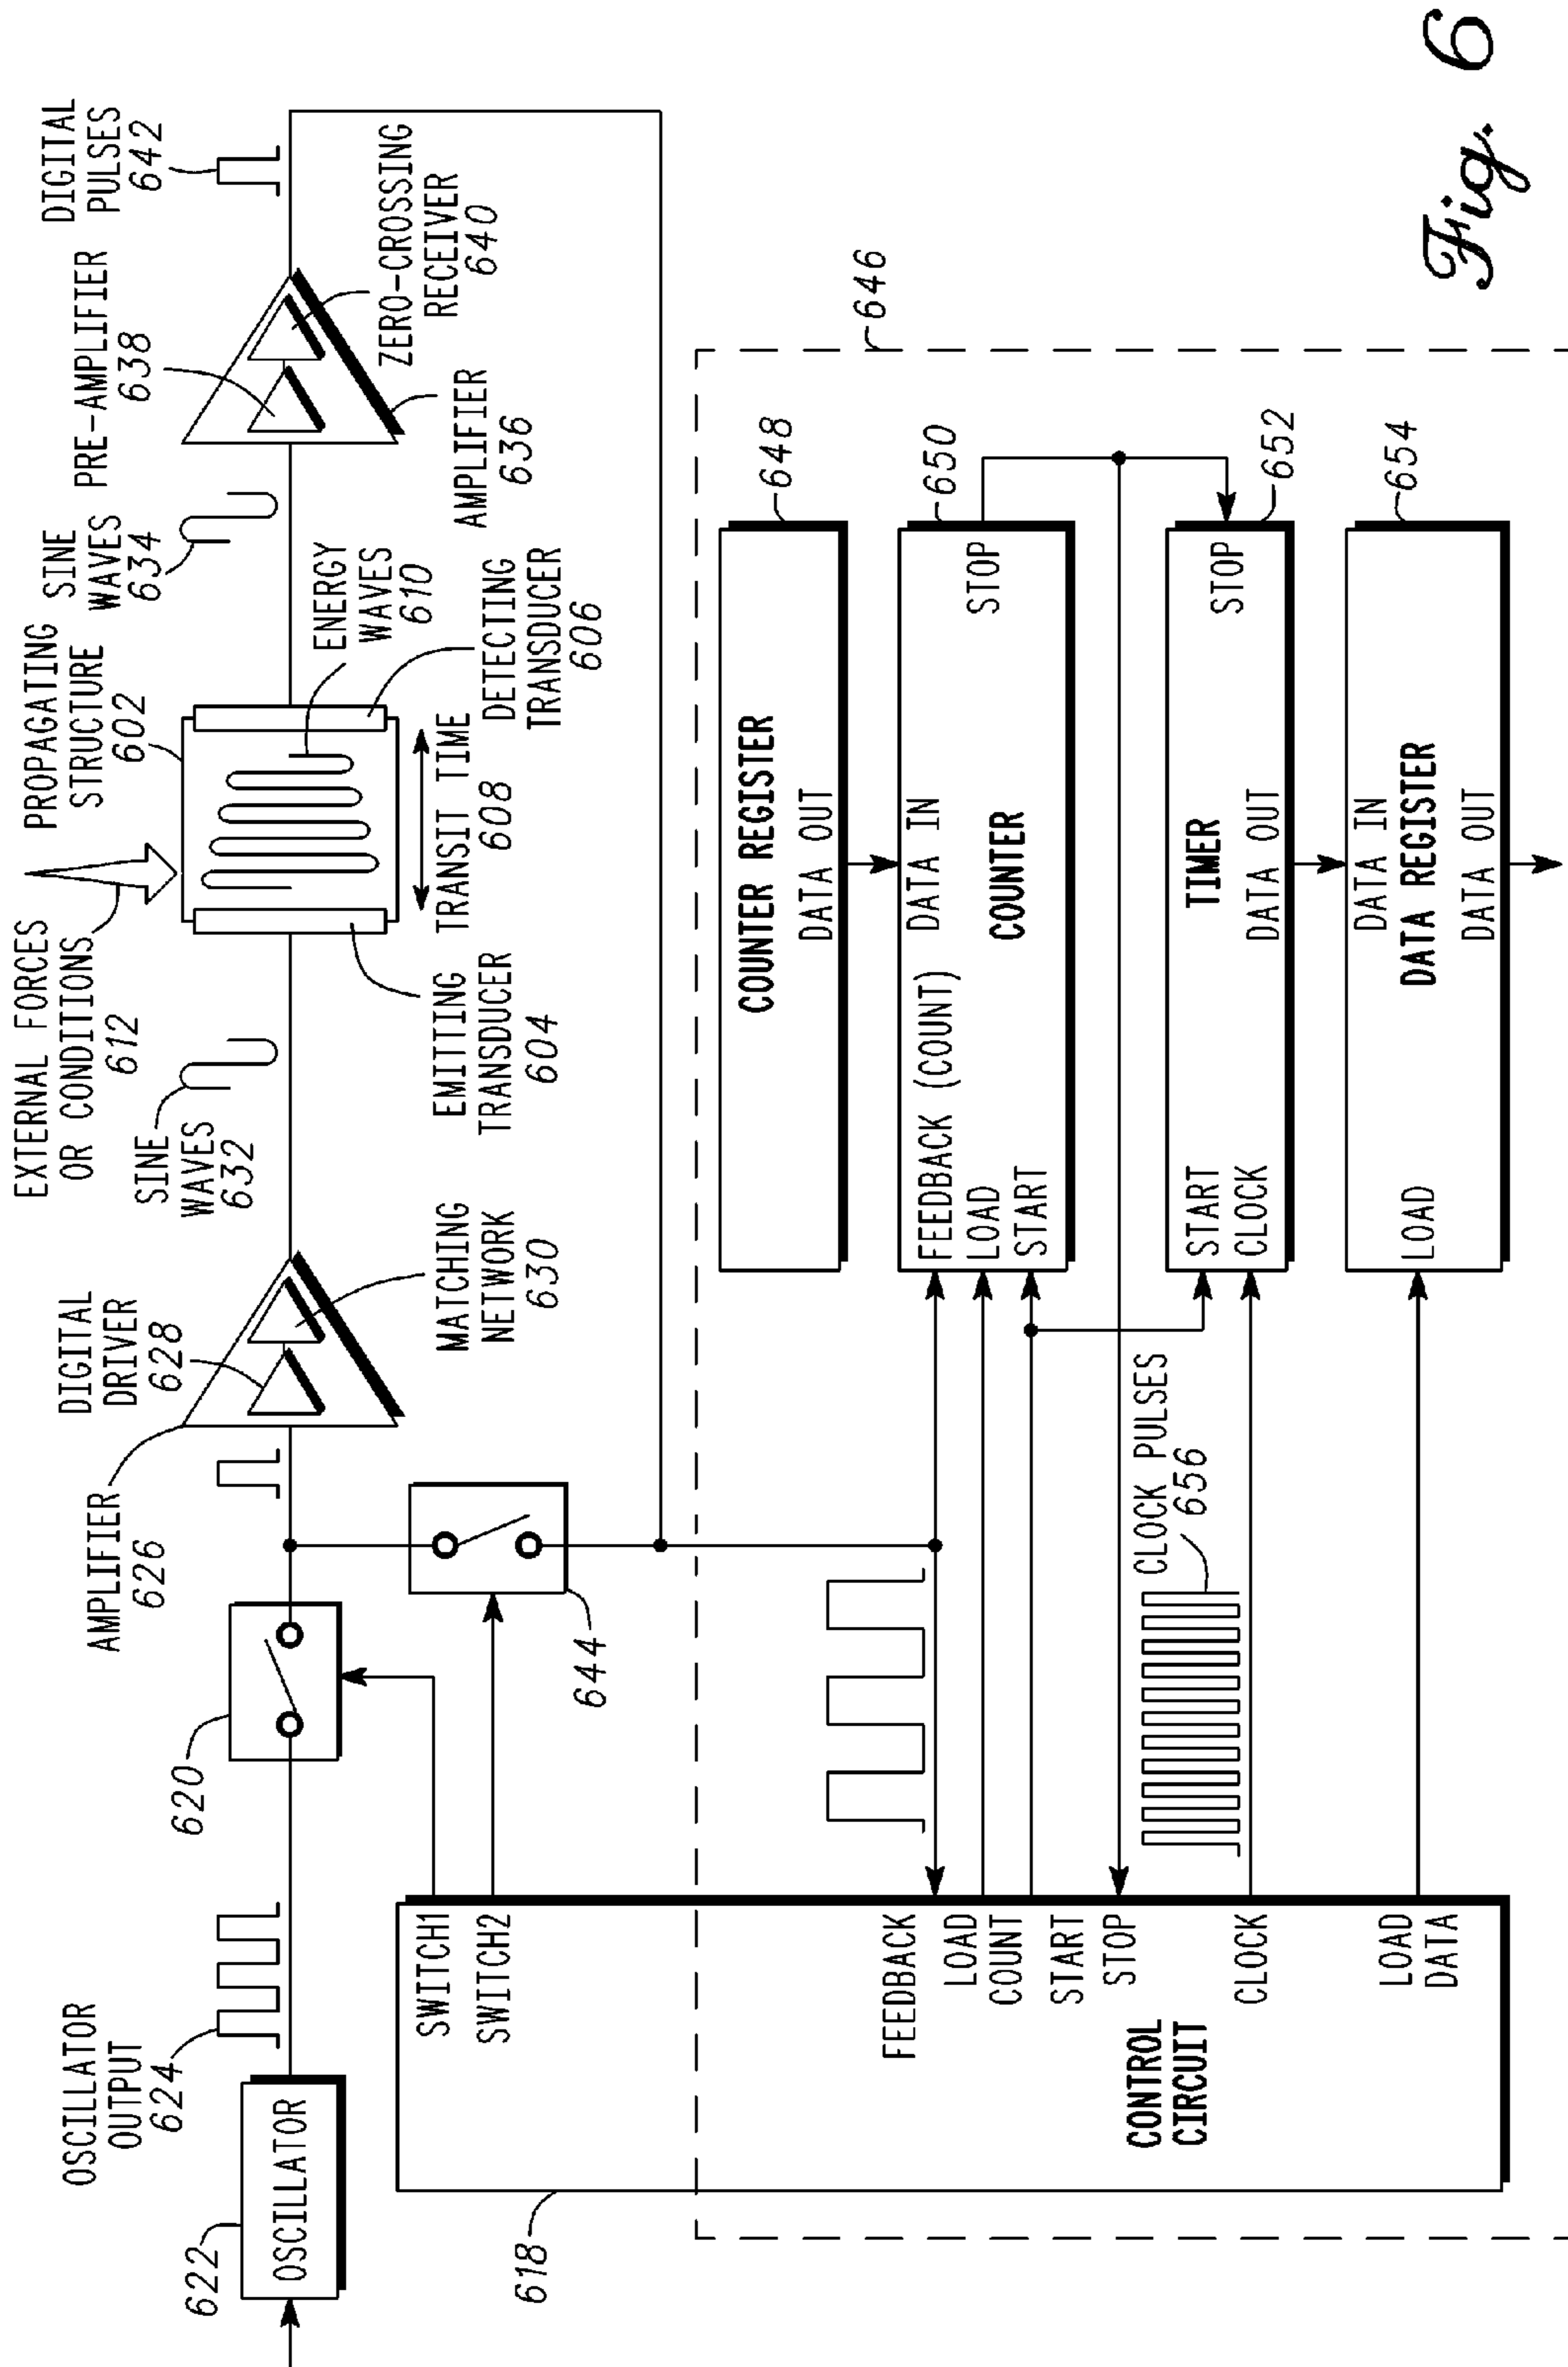 EXTERNAL FORCES
OR CONDITIONS
612
PROPAGATING
STRUCTURE
602
OSCILLATOR
OUTPUT
624
622
OSCILLATOR
620
AMPLIFIER
626
DIGITAL
DRIVER
628
MATCHING
NETWORK
630
SINE
WAVES
632
EMITTING
TRANSDUCER
604
TRANSIT TIME
608
ENERGY
WAVES
610
DETECTING
TRANSDUCER
606
SINE
WAVES
634
PRE-AMPLIFIER
638
AMPLIFIER
636
ZERO-CROSSING
RECEIVER
640
DIGITAL
PULSES
642
644
618
SWITCH1
SWITCH2
FEEDBACK
LOAD
COUNT
START
STOP
CLOCK
LOAD
DATA
CONTROL
CIRCUIT
CLOCK PULSES
656
646
COUNTER REGISTER
DATA OUT
648
FEEDBACK (COUNT)
DATA IN
LOAD
START
COUNTER
STOP
650
START
CLOCK
TIMER
DATA OUT
STOP
652
LOAD
DATA IN
DATA REGISTER
DATA OUT
654
Fig. 6